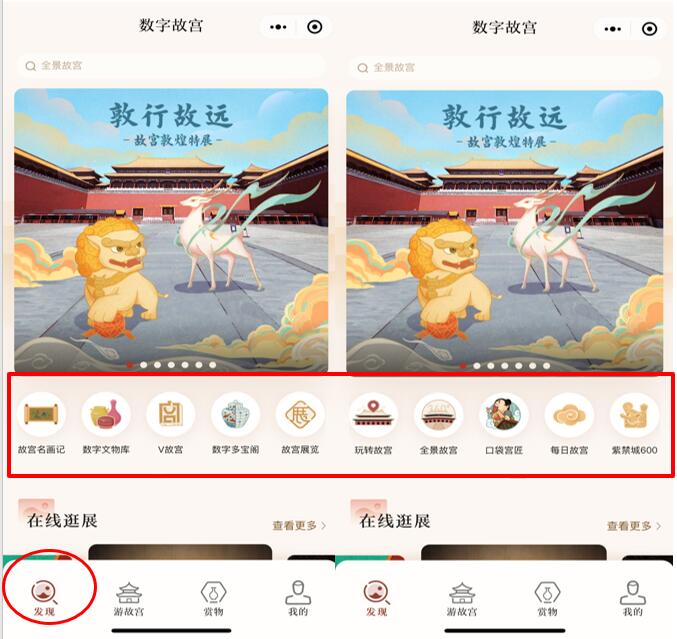 数字故宫
全景故宫
敦行故远
- 故宫敦煌特展 -
故宫名画记
数字文物库
V故宫
数字多宝阁
故宫展览
在线逛展
查看更多 >
发现
游故宫
赏物
我的
数字故宫
全景故宫
敦行故远
- 故宫敦煌特展 -
玩转故宫
全景故宫
口袋宫匠
每日故宫
紫禁城600
在线逛展
查看更多 >
发现
游故宫
赏物
我的